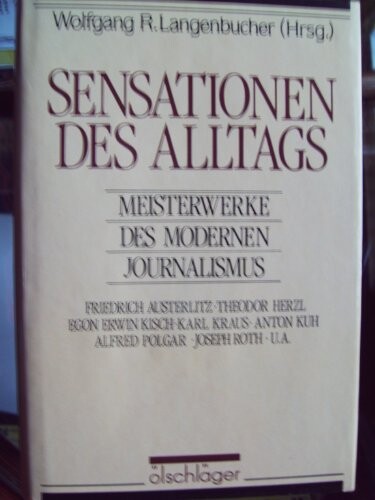 Wolfgang R. Langenbucher (Hrsg.)
SENSATIONEN
DES ALLTAGS
MEISTERWERKE
DES MODERNEN
JOURNALISMUS
FRIEDRICH AUSTERLITZ · THEODOR HERZL
EGON ERWIN KISCH · KARL KRAUS · ANTON KUH
ALFRED POLGAR · JOSEPH ROTH · U.A.
ölschläger